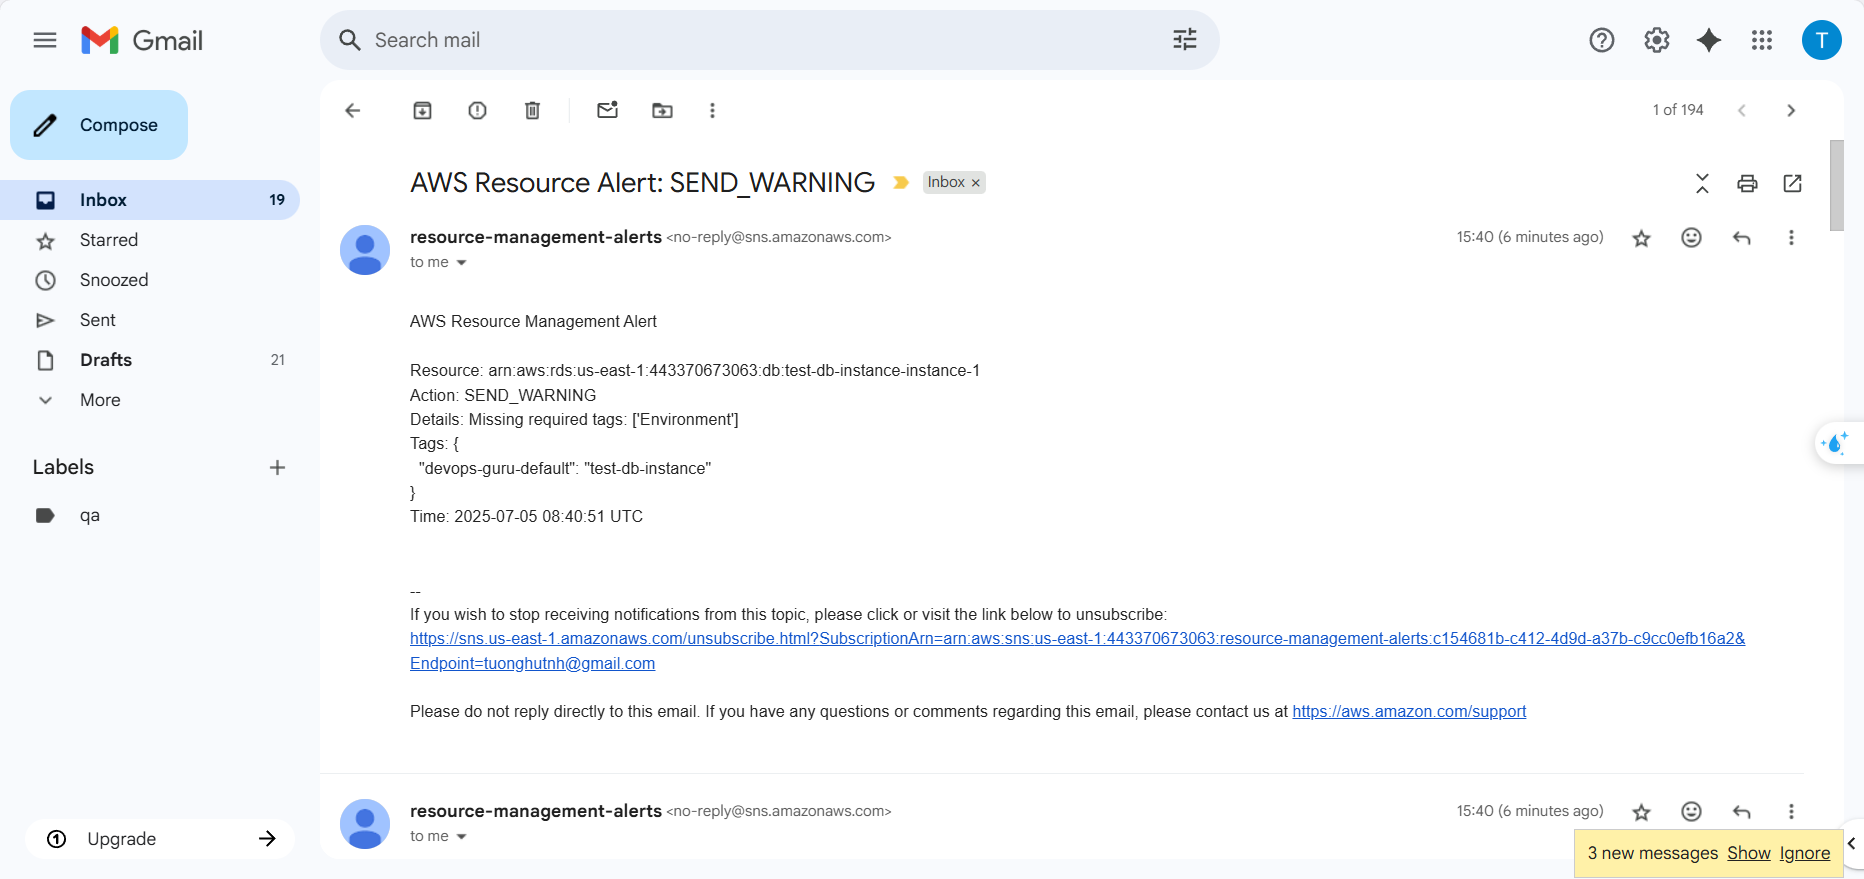 Gmail
Search mail
T
Compose
1 of 194
AWS Resource Alert: SEND_WARNING
Inbox ×
Inbox 19
Starred
Snoozed
Sent
Drafts 21
More
Labels
qa
Upgrade
resource-management-alerts <no-reply@sns.amazonaws.com>
15:40 (6 minutes ago)
to me
AWS Resource Management Alert
Resource: arn:aws:rds:us-east-1:443370673063:db:test-db-instance-instance-1
Action: SEND_WARNING
Details: Missing required tags: ['Environment']
Tags: {
"devops-guru-default": "test-db-instance"
}
Time: 2025-07-05 08:40:51 UTC
--
If you wish to stop receiving notifications from this topic, please click or visit the link below to unsubscribe:
https://sns.us-east-1.amazonaws.com/unsubscribe.html?SubscriptionArn=arn:aws:sns:us-east-1:443370673063:resource-management-alerts:c154681b-c412-4d9d-a37b-c9cc0efb16a2&
Endpoint=tuonghutnh@gmail.com
Please do not reply directly to this email. If you have any questions or comments regarding this email, please contact us at https://aws.amazon.com/support
resource-management-alerts <no-reply@sns.amazonaws.com>
15:40 (6 minutes ago)
to me
3 new messages Show Ignore